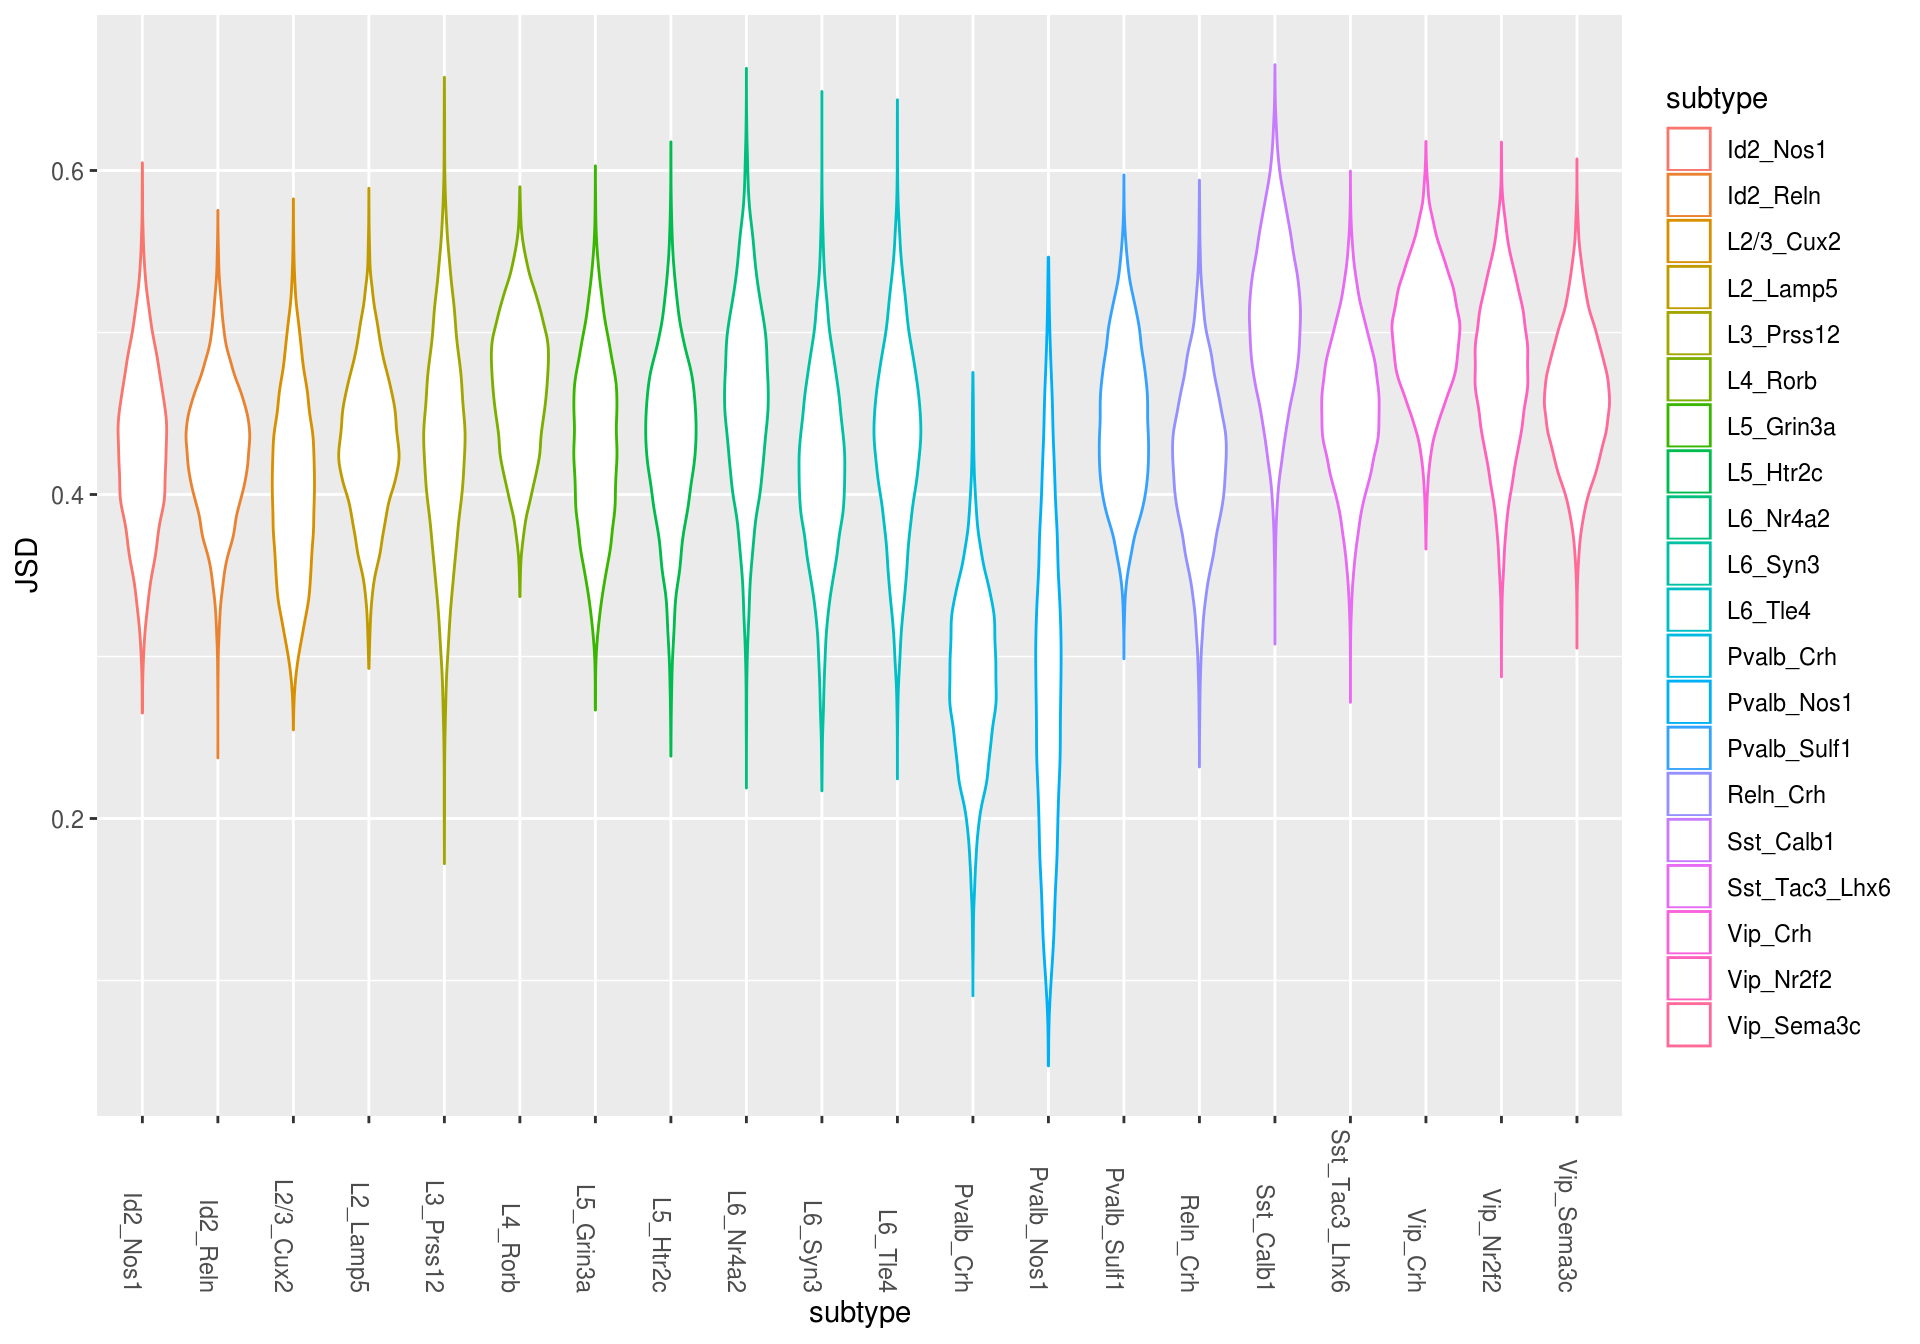 JSD
0.6
0.4
0.2
Id2_Nos1
Id2_Reln
L2/3_Cux2
L2_Lamp5
L3_Prss12
L4_Rorb
L5_Grin3a
L5_Htr2c
L6_Nr4a2
L6_Syn3
L6_Tle4
Pvalb_Crh
Pvalb_Nos1
Pvalb_Sulf1
Reln_Crh
Sst_Calb1
Sst_Tac3_Lhx6
Vip_Crh
Vip_Nr2f2
Vip_Sema3c
subtype
subtype
Id2_Nos1
Id2_Reln
L2/3_Cux2
L2_Lamp5
L3_Prss12
L4_Rorb
L5_Grin3a
L5_Htr2c
L6_Nr4a2
L6_Syn3
L6_Tle4
Pvalb_Crh
Pvalb_Nos1
Pvalb_Sulf1
Reln_Crh
Sst_Calb1
Sst_Tac3_Lhx6
Vip_Crh
Vip_Nr2f2
Vip_Sema3c